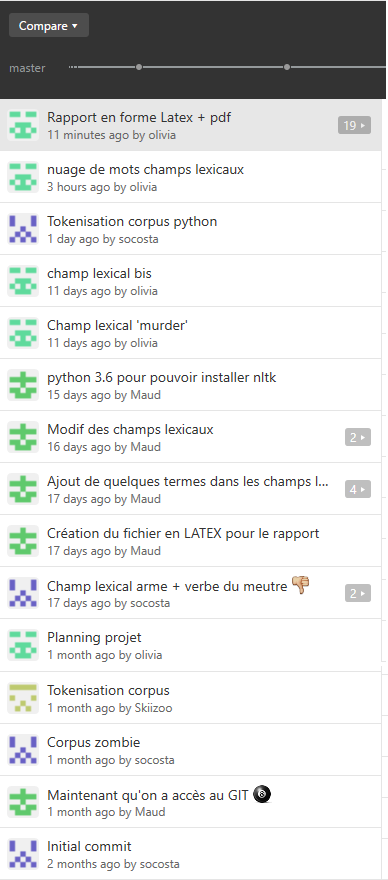 Compare ▾
master
Rapport en forme Latex + pdf
11 minutes ago by olivia
19
nuage de mots champs lexicaux
3 hours ago by olivia
Tokenisation corpus python
1 day ago by socosta
champ lexical bis
11 days ago by olivia
Champ lexical 'murder'
11 days ago by olivia
python 3.6 pour pouvoir installer nltk
15 days ago by Maud
Modif des champs lexicaux
16 days ago by Maud
2
Ajout de quelques termes dans les champs l...
17 days ago by Maud
4
Création du fichier en LATEX pour le rapport
17 days ago by Maud
Champ lexical arme + verbe du meutre 👎
17 days ago by socosta
2
Planning projet
1 month ago by olivia
Tokenisation corpus
1 month ago by Skiizoo
Corpus zombie
1 month ago by socosta
Maintenant qu'on a accès au GIT 🎱
1 month ago by Maud
Initial commit
2 months ago by socosta